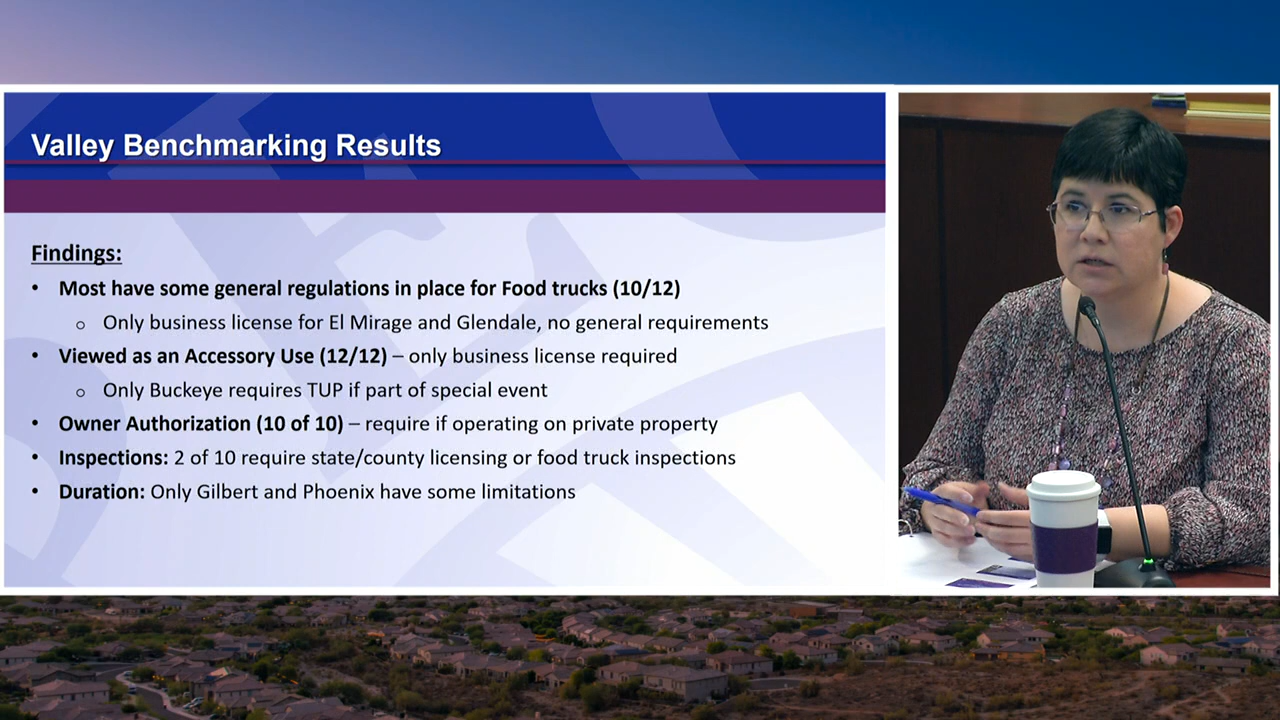 Valley Benchmarking Results
Findings:
• Most have some general regulations in place for Food trucks (10/12)
o Only business license for El Mirage and Glendale, no general requirements
• Viewed as an Accessory Use (12/12) – only business license required
o Only Buckeye requires TUP if part of special event
• Owner Authorization (10 of 10) – require if operating on private property
• Inspections: 2 of 10 require state/county licensing or food truck inspections
• Duration: Only Gilbert and Phoenix have some limitations